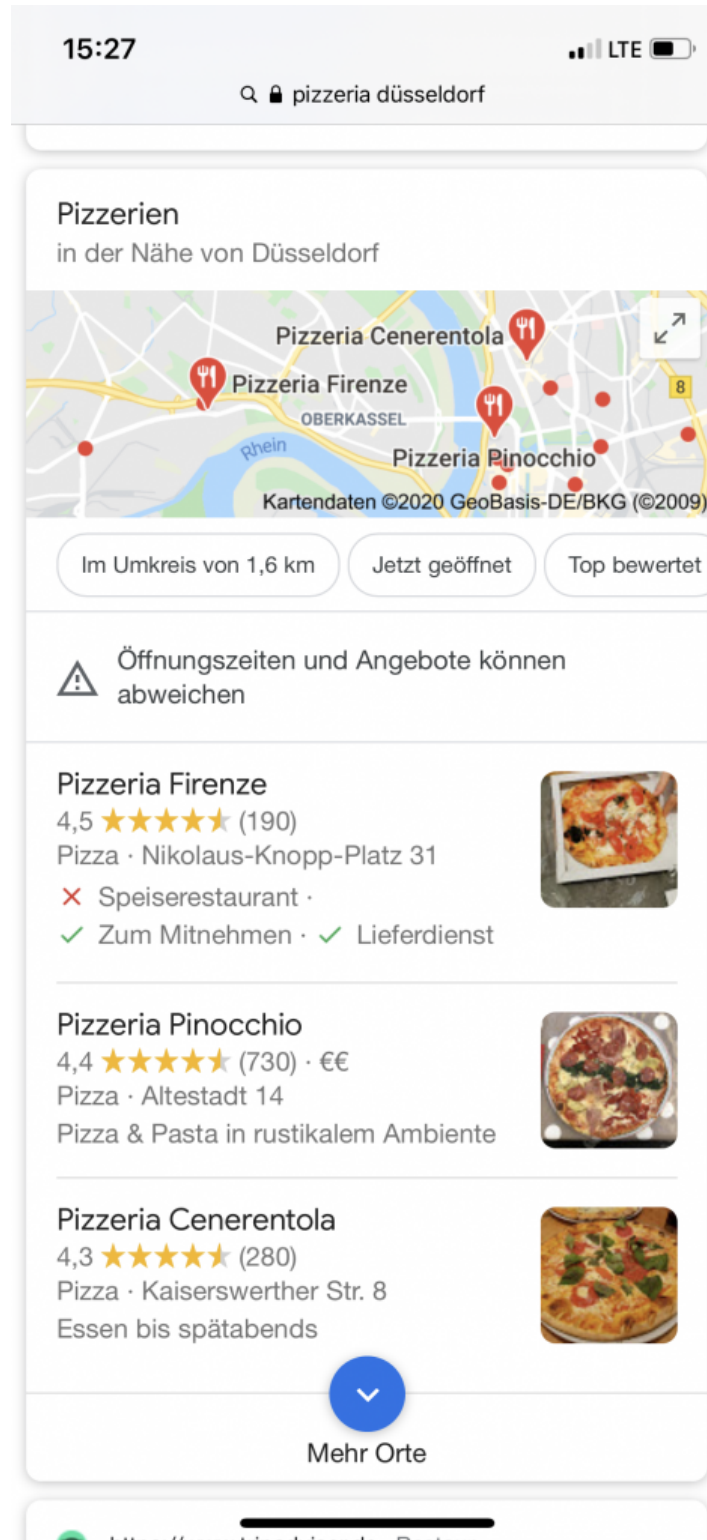 15:27
LTE
pizzeria düsseldorf
Pizzerien
in der Nähe von Düsseldorf
Pizzeria Cenerentola
Pizzeria Firenze
8
OBERKASSEL
Rhein
Pizzeria Pinocchio
Kartendaten ©2020 GeoBasis-DE/BKG (©2009)
Im Umkreis von 1,6 km
Jetzt geöffnet
Top bewertet
Öffnungszeiten und Angebote können
abweichen
Pizzeria Firenze
4,5 ★★★★★ (190)
Pizza · Nikolaus-Knopp-Platz 31
✕ Speiserestaurant ·
✓ Zum Mitnehmen · ✓ Lieferdienst
Pizzeria Pinocchio
4,4 ★★★★★ (730) · €€
Pizza · Altestadt 14
Pizza & Pasta in rustikalem Ambiente
Pizzeria Cenerentola
4,3 ★★★★★ (280)
Pizza · Kaiserswerther Str. 8
Essen bis spätabends
Mehr Orte